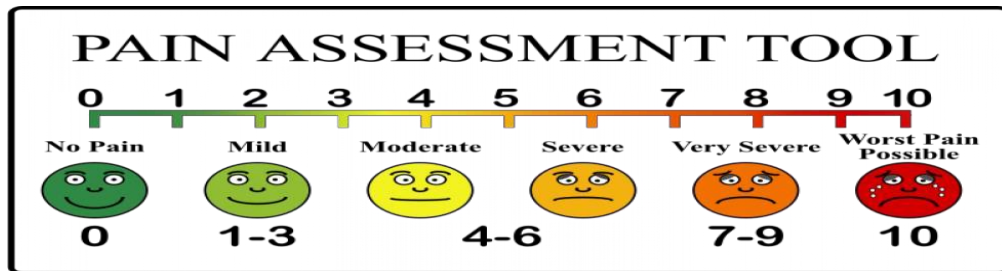 PAIN ASSESSMENT TOOL
0 1 2 3 4 5 6 7 8 9 10
No Pain Mild Moderate Severe Very Severe Worst Pain Possible
0 1-3 4-6 7-9 10